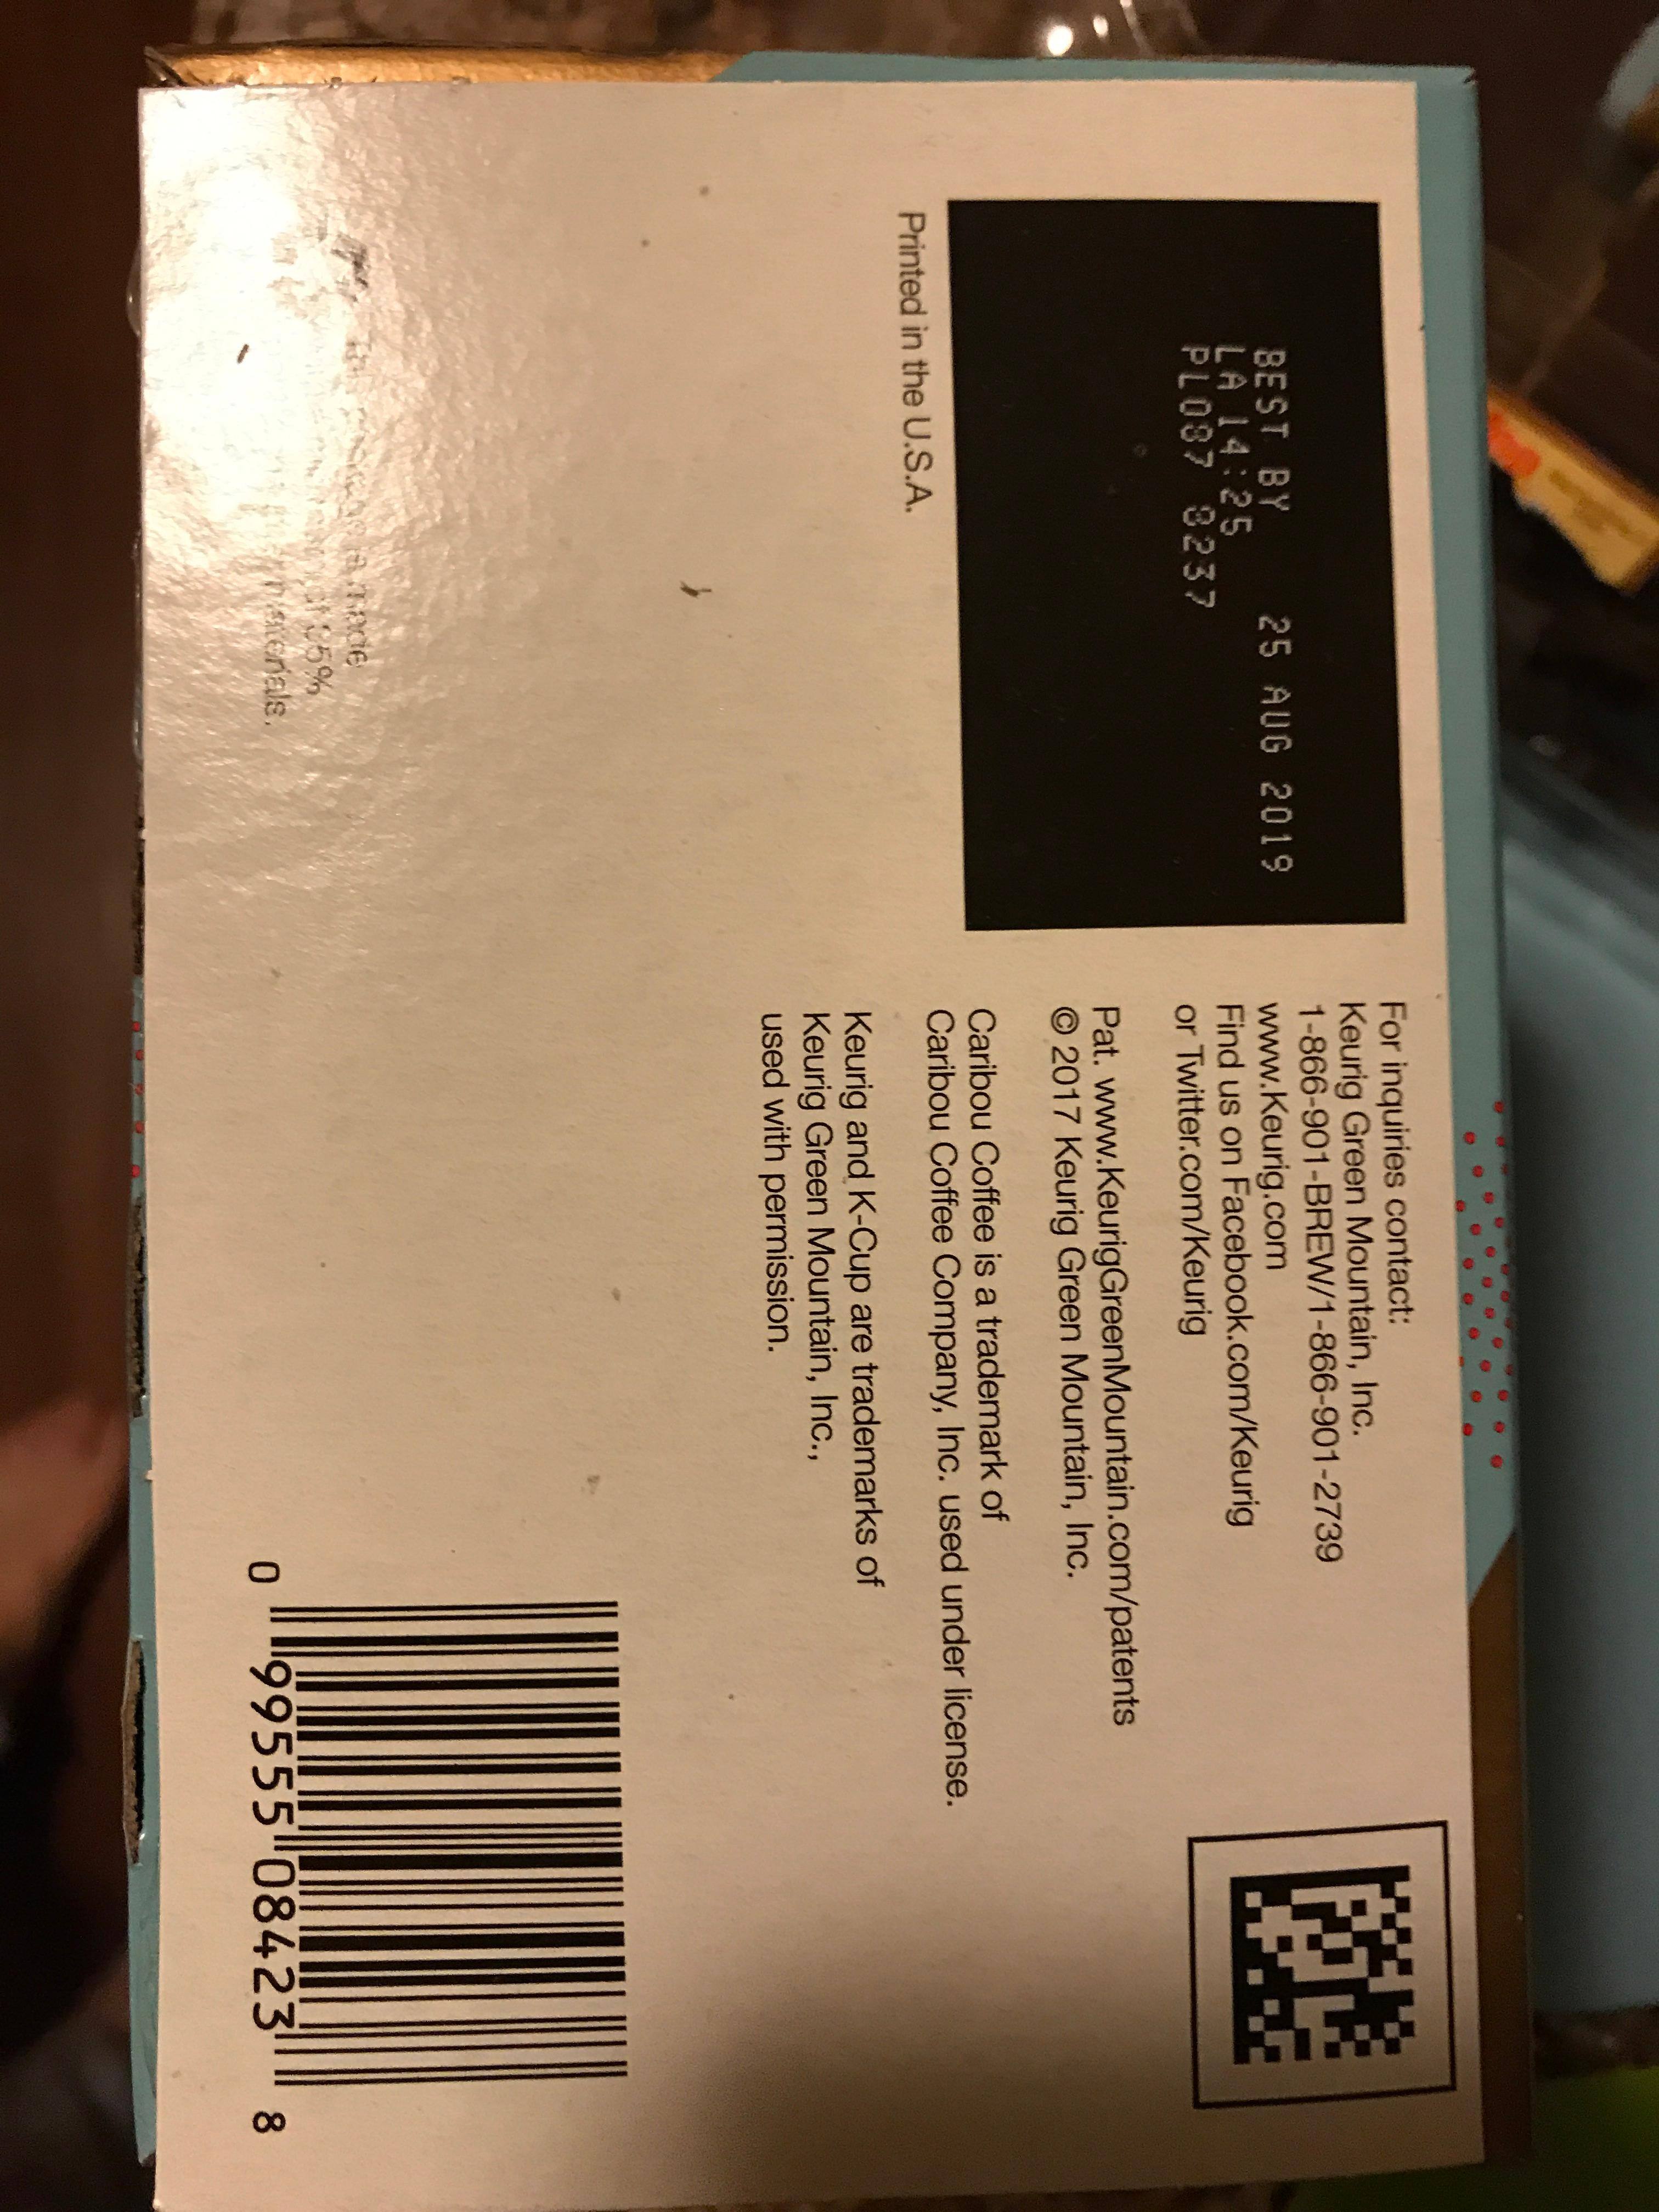 BEST BY 25 AUG 2019
LA 14:25
PL087 8237
Printed in the U.S.A.
For inquiries contact:
Keurig Green Mountain, Inc.
1-866-901-BREW/1-866-901-2739
www.Keurig.com
Find us on Facebook.com/Keurig
or Twitter.com/Keurig
Pat. www.KeurigGreenMountain.com/patents
© 2017 Keurig Green Mountain, Inc.
Caribou Coffee is a trademark of
Caribou Coffee Company, Inc. used under license.
Keurig and K-Cup are trademarks of
Keurig Green Mountain, Inc.,
used with permission.
made
95%
materials.
0 99555 08423 8